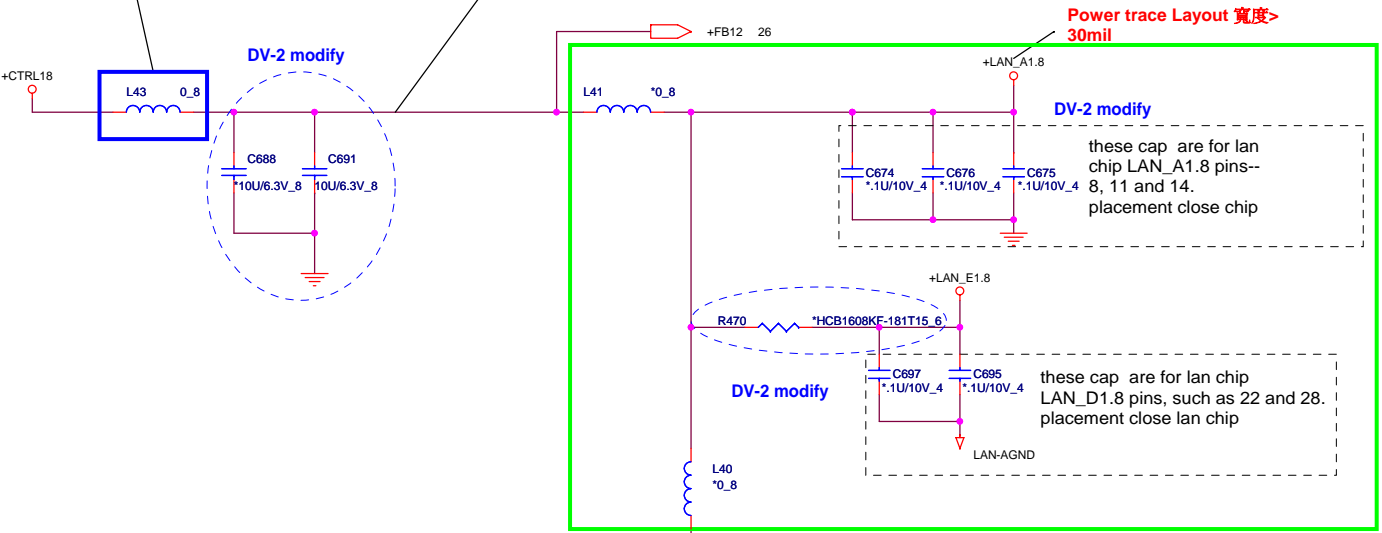 Power trace Layout 寬度>
30mil
+FB12 26
DV-2 modify
+LAN_A1.8
+CTRL18
L43 0_8
L41 *0_8
DV-2 modify
C688
*10U/6.3V_8
C691
10U/6.3V_8
C674
*.1U/10V_4
C676
*.1U/10V_4
C675
*.1U/10V_4
these cap are for lan
chip LAN_A1.8 pins--
8, 11 and 14.
placement close chip
+LAN_E1.8
R470 *HCB1608KF-181T15_6
DV-2 modify
C697
*.1U/10V_4
C695
*.1U/10V_4
these cap are for lan chip
LAN_D1.8 pins, such as 22 and 28.
placement close lan chip
LAN-AGND
L40
*0_8